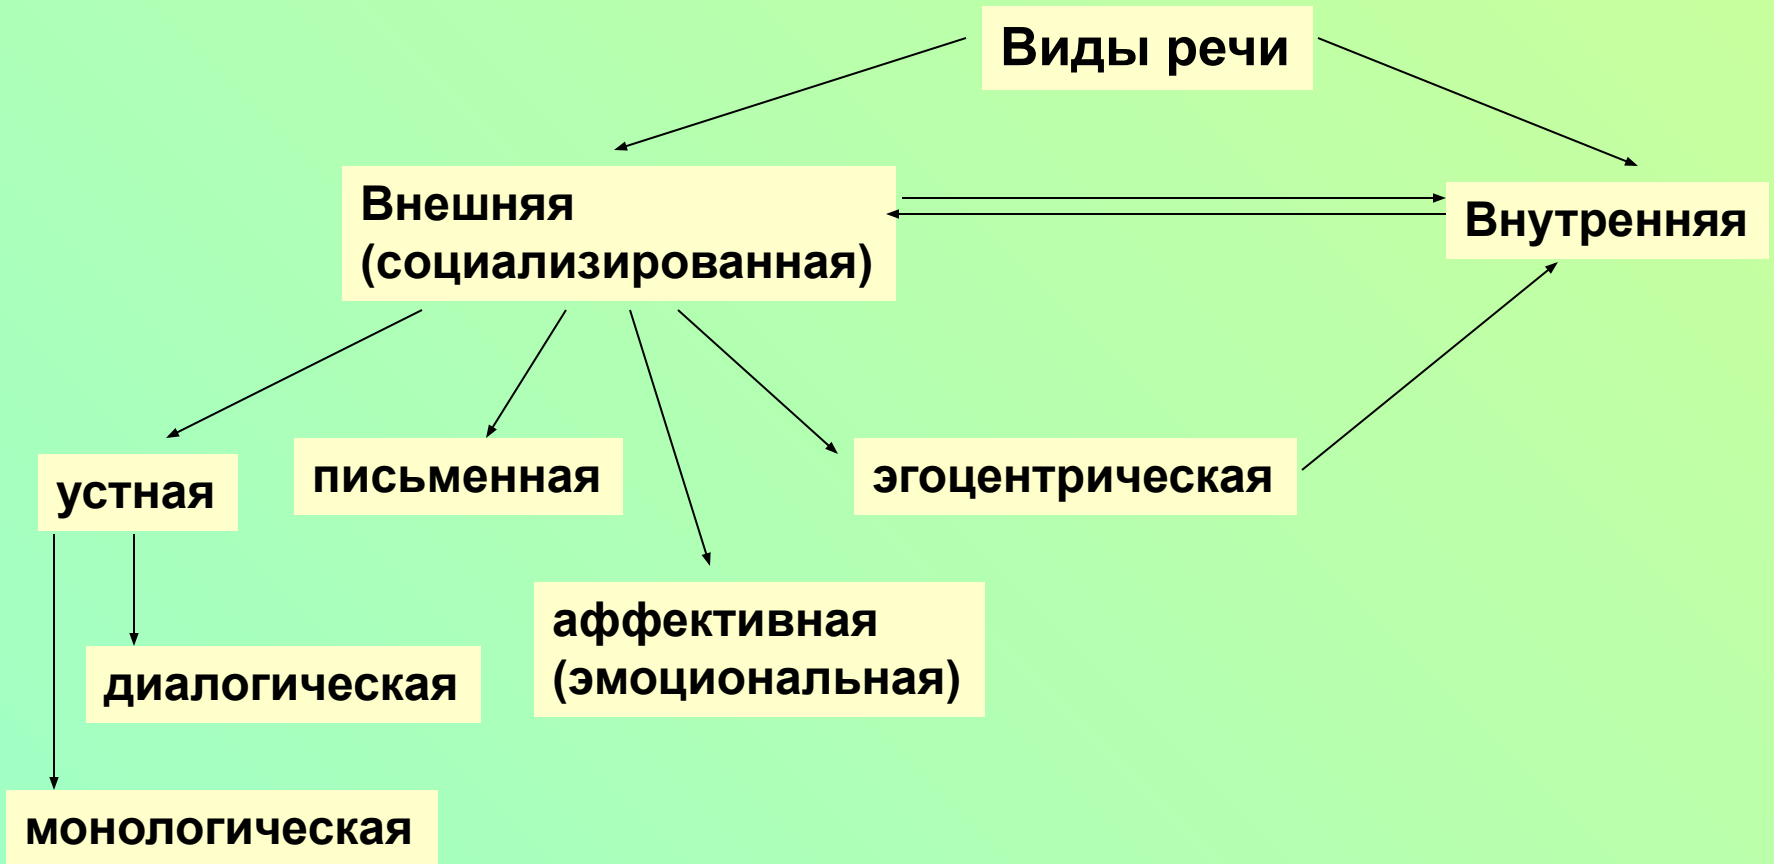 Виды речи
Внешняя
(социализированная)
Внутренняя
устная
письменная
эгоцентрическая
аффективная
(эмоциональная)
диалогическая
монологическая